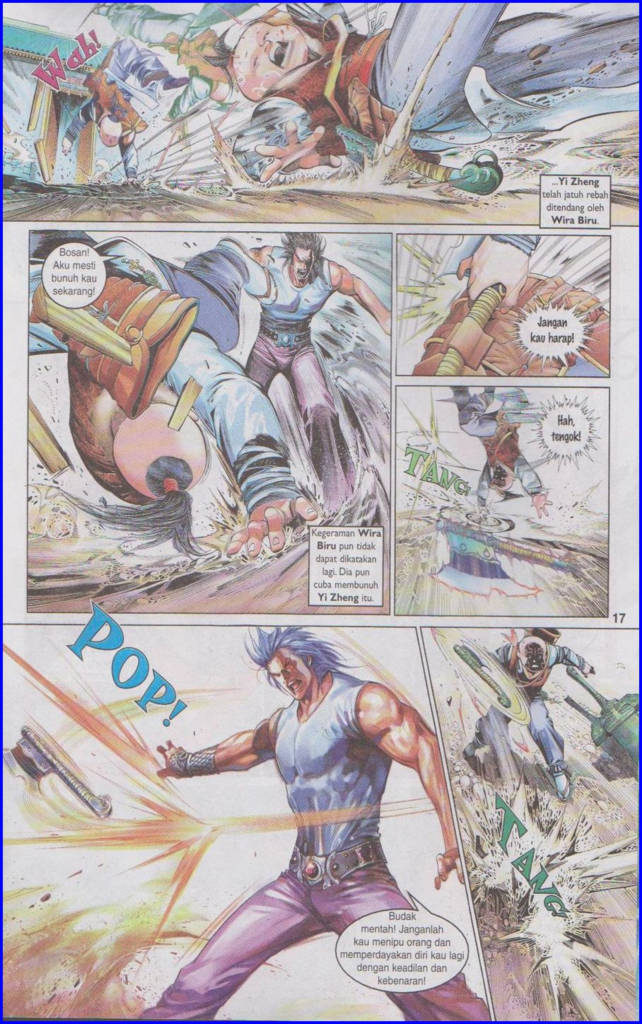 Wah!
...Yi Zheng
telah jatuh rebah
ditendang oleh
Wira Biru.
Bosan!
Aku mesti
bunuh kau
sekarang!
Kegeraman Wira
Biru pun tidak
dapat dikatakan
lagi. Dia pun
cuba membunuh
Yi Zheng itu.
Jangan
kau harap!
Hah,
tengok!
TANG
17
POP!
Budak
mentah! Janganlah
kau menipu orang dan
memperdayakan diri kau lagi
dengan keadilan dan
kebenaran!
TANG